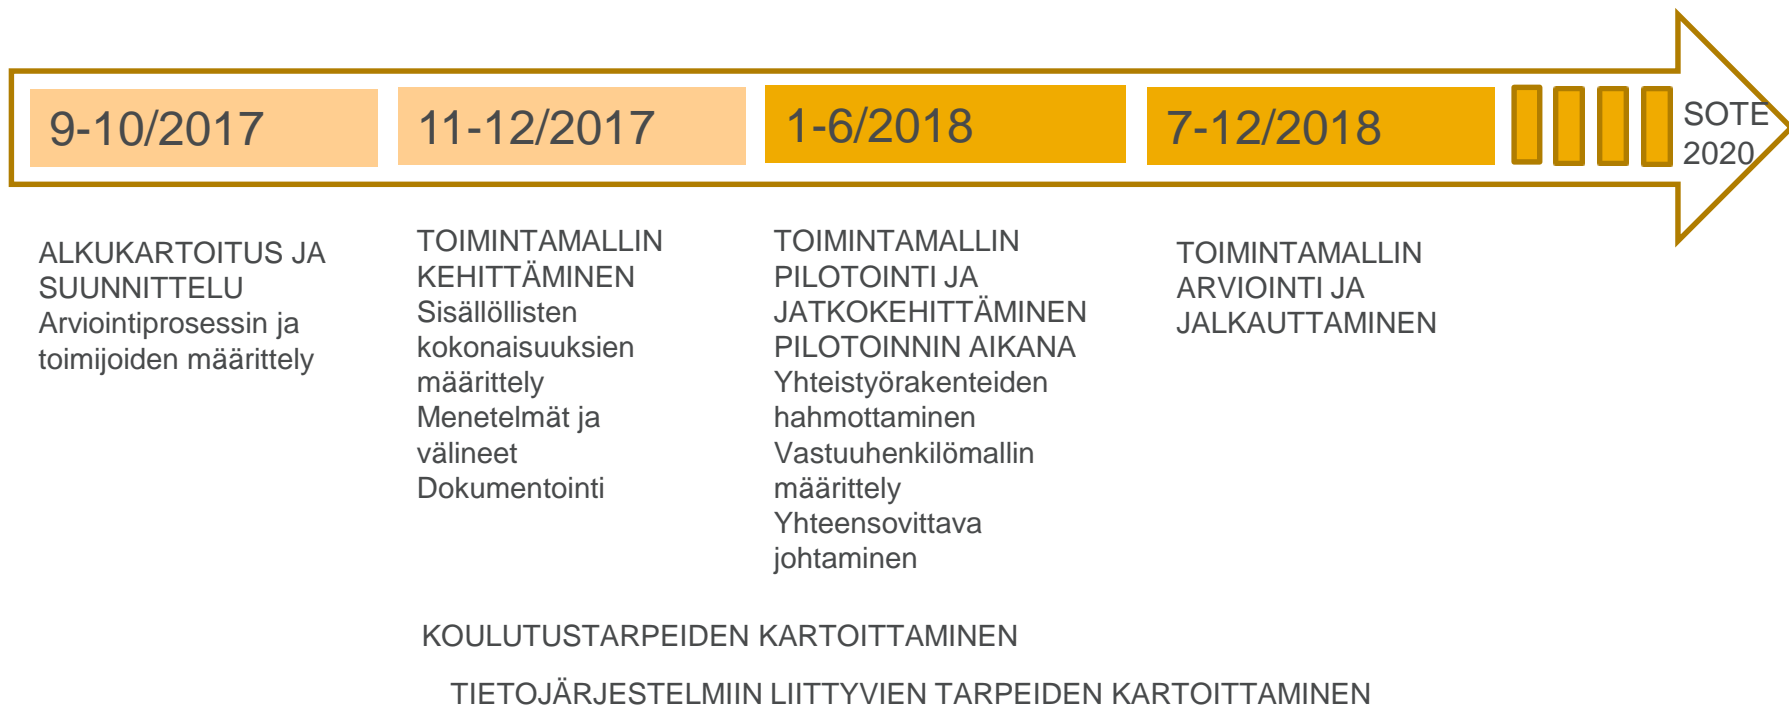 9-10/2017
11-12/2017
1-6/2018
7-12/2018
SOTE
2020
ALKUKARTOITUS JA
SUUNNITTELU
Arviointiprosessin ja
toimijoiden määrittely
TOIMINTAMALLIN
KEHITTÄMINEN
Sisällöllisten
kokonaisuuksien
määrittely
Menetelmät ja
välineet
Dokumentointi
TOIMINTAMALLIN
PILOTOINTI JA
JATKOKEHITTÄMINEN
PILOTOINNIN AIKANA
Yhteistyörakenteiden
hahmottaminen
Vastuuhenkilömallin
määrittely
Yhteensovittava
johtaminen
TOIMINTAMALLIN
ARVIOINTI JA
JALKAUTTAMINEN
KOULUTUSTARPEIDEN KARTOITTAMINEN
TIETOJÄRJESTELMIIN LIITTYVIEN TARPEIDEN KARTOITTAMINEN